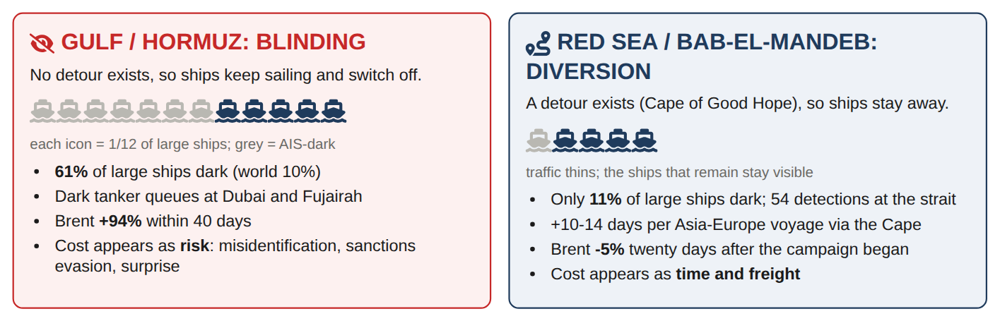 GULF / HORMUZ: BLINDING
No detour exists, so ships keep sailing and switch off.
each icon = 1/12 of large ships; grey = AIS-dark
• 61% of large ships dark (world 10%)
• Dark tanker queues at Dubai and Fujairah
• Brent +94% within 40 days
• Cost appears as risk: misidentification, sanctions
evasion, surprise
RED SEA / BAB-EL-MANDEB:
DIVERSION
A detour exists (Cape of Good Hope), so ships stay away.
traffic thins; the ships that remain stay visible
• Only 11% of large ships dark; 54 detections at the strait
• +10-14 days per Asia-Europe voyage via the Cape
• Brent -5% twenty days after the campaign began
• Cost appears as time and freight